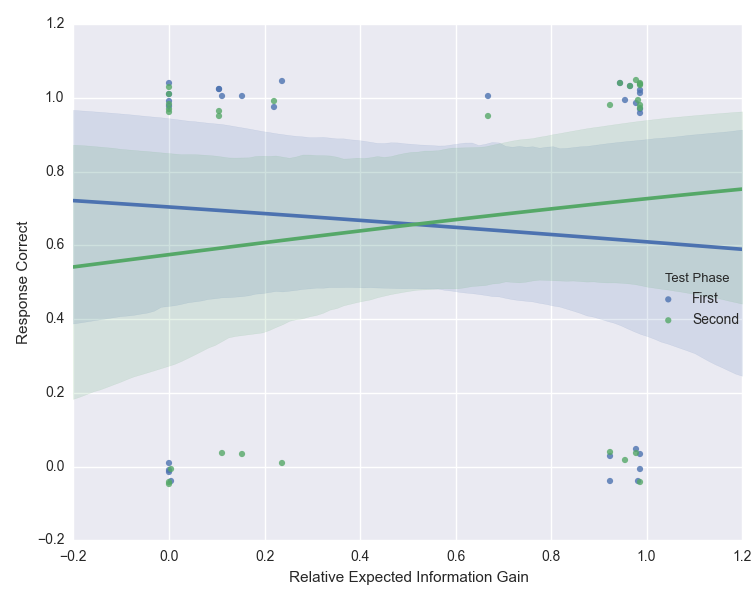 1.2
1.0
0.8
0.6
0.4
0.2
0.0
−0.2
Response Correct
Test Phase
First
Second
−0.2 0.0 0.2 0.4 0.6 0.8 1.0 1.2
Relative Expected Information Gain